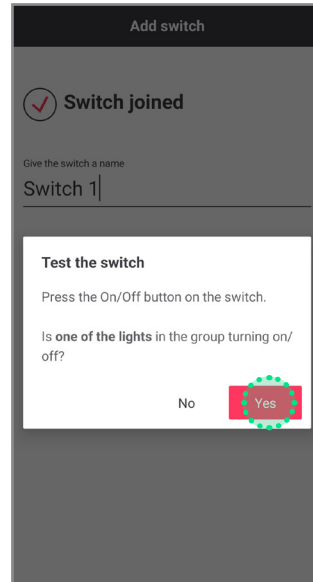 Add switch
Switch joined
Give the switch a name
Switch 1
Test the switch
Press the On/Off button on the switch.
Is one of the lights in the group turning on/
off?
No
Yes